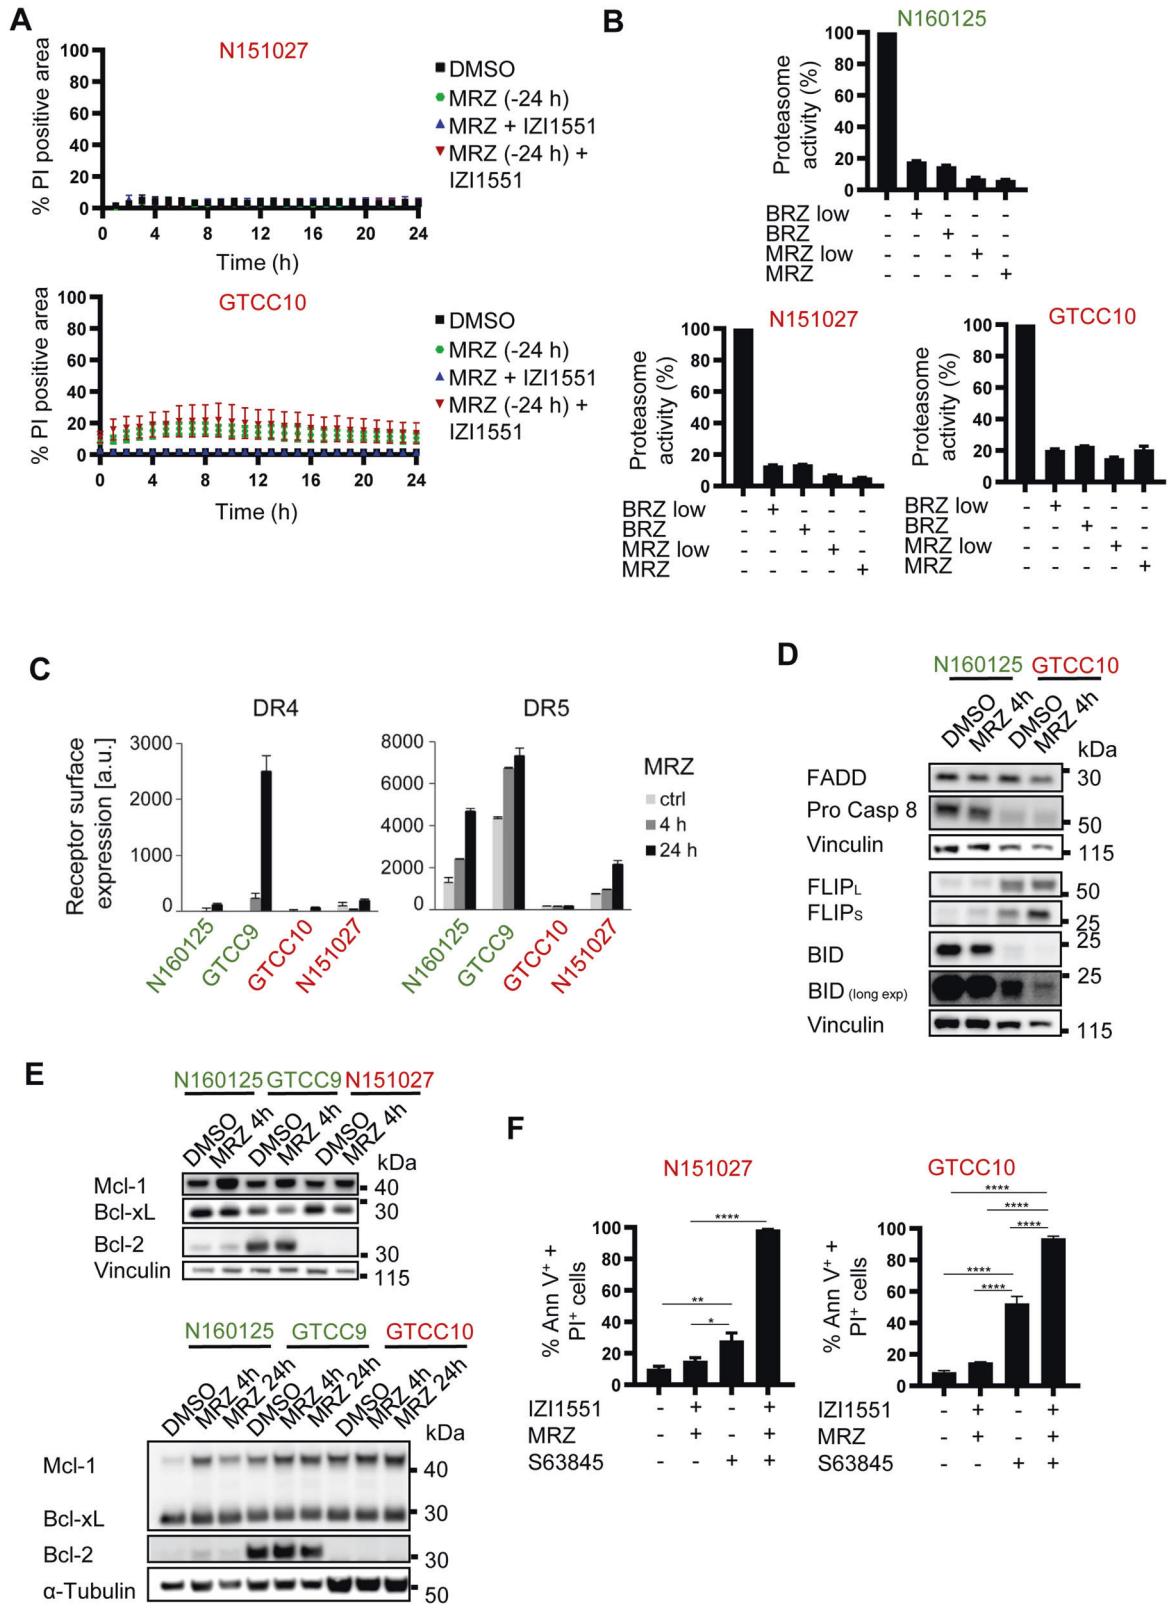 A
N151027
% PI positive area
100
80
60
40
20
0
0 4 8 12 16 20 24
Time (h)
DMSO
MRZ (-24 h)
MRZ + IZI1551
MRZ (-24 h) +
IZI1551
GTCC10
% PI positive area
100
80
60
40
20
0
0 4 8 12 16 20 24
Time (h)
DMSO
MRZ (-24 h)
MRZ + IZI1551
MRZ (-24 h) +
IZI1551
B
N160125
Proteasome
activity (%)
100
80
60
40
20
0
BRZ low - + - - -
BRZ - - + - -
MRZ low - - - + -
MRZ - - - - +
N151027
Proteasome
activity (%)
100
80
60
40
20
0
BRZ low - + - - -
BRZ - - + - -
MRZ low - - - + -
MRZ - - - - +
GTCC10
Proteasome
activity (%)
100
80
60
40
20
0
BRZ low - + - - -
BRZ - - + - -
MRZ low - - - + -
MRZ - - - - +
C
DR4
Receptor surface
expression [a.u.]
3000
2000
1000
0
N160125
GTCC9
GTCC10
N151027
DR5
8000
6000
4000
2000
0
N160125
GTCC9
GTCC10
N151027
MRZ
ctrl
4 h
24 h
D
N160125 GTCC10
DMSO MRZ 4h DMSO MRZ 4h
kDa
FADD 30
Pro Casp 8 50
Vinculin 115
FLIPL 50
FLIPS 25
BID 25
BID (long exp) 25
Vinculin 115
E
N160125 GTCC9 N151027
DMSO MRZ 4h DMSO MRZ 4h DMSO MRZ 4h
kDa
Mcl-1 40
Bcl-xL 30
Bcl-2 30
Vinculin 115
N160125 GTCC9 GTCC10
DMSO MRZ 4h MRZ 24h DMSO MRZ 4h MRZ 24h DMSO MRZ 4h MRZ 24h
kDa
Mcl-1 40
Bcl-xL 30
Bcl-2 30
α-Tubulin 50
F
N151027
% Ann V+ +
PI+ cells
100
80
60
40
20
0
****
**
*
IZI1551 - + - +
MRZ - + - +
S63845 - - + +
GTCC10
% Ann V+ +
PI+ cells
100
80
60
40
20
0
****
****
****
****
****
IZI1551 - + - +
MRZ - + - +
S63845 - - + +